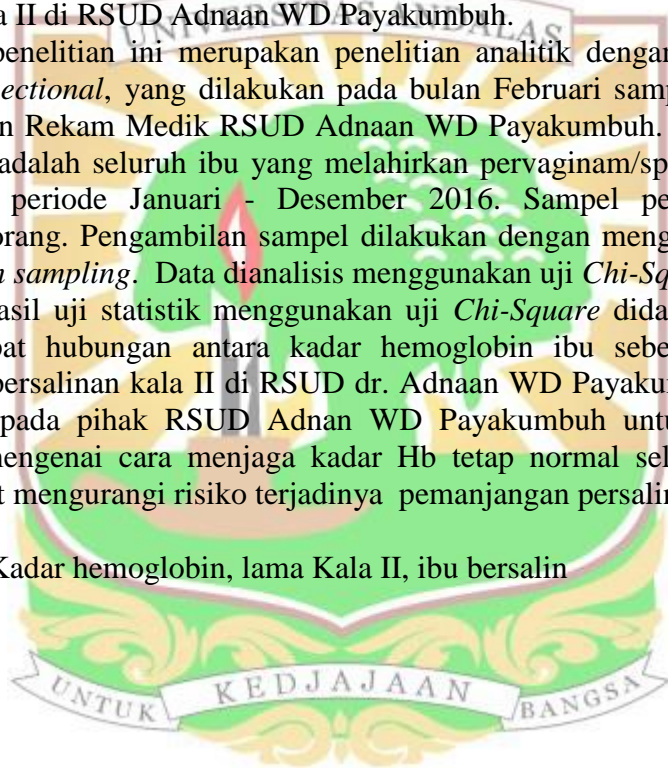 a II di RSUD Adnaan WD Payakumbuh.
UNIVERSITAS ANDALAS
penelitian ini merupakan penelitian analitik dengan
ectional, yang dilakukan pada bulan Februari samp
n Rekam Medik RSUD Adnaan WD Payakumbuh.
adalah seluruh ibu yang melahirkan pervaginam/sp
periode Januari - Desember 2016. Sampel pe
orang. Pengambilan sampel dilakukan dengan meng
n sampling. Data dianalisis menggunakan uji Chi-Sq
asil uji statistik menggunakan uji Chi-Square dida
pat hubungan antara kadar hemoglobin ibu sebe
persalinan kala II di RSUD dr. Adnaan WD Payaku
pada pihak RSUD Adnan WD Payakumbuh untu
mengenai cara menjaga kadar Hb tetap normal sel
t mengurangi risiko terjadinya pemanjangan persalin
Kadar hemoglobin, lama Kala II, ibu bersalin
UNTUK KEDJAJAAN BANGSA